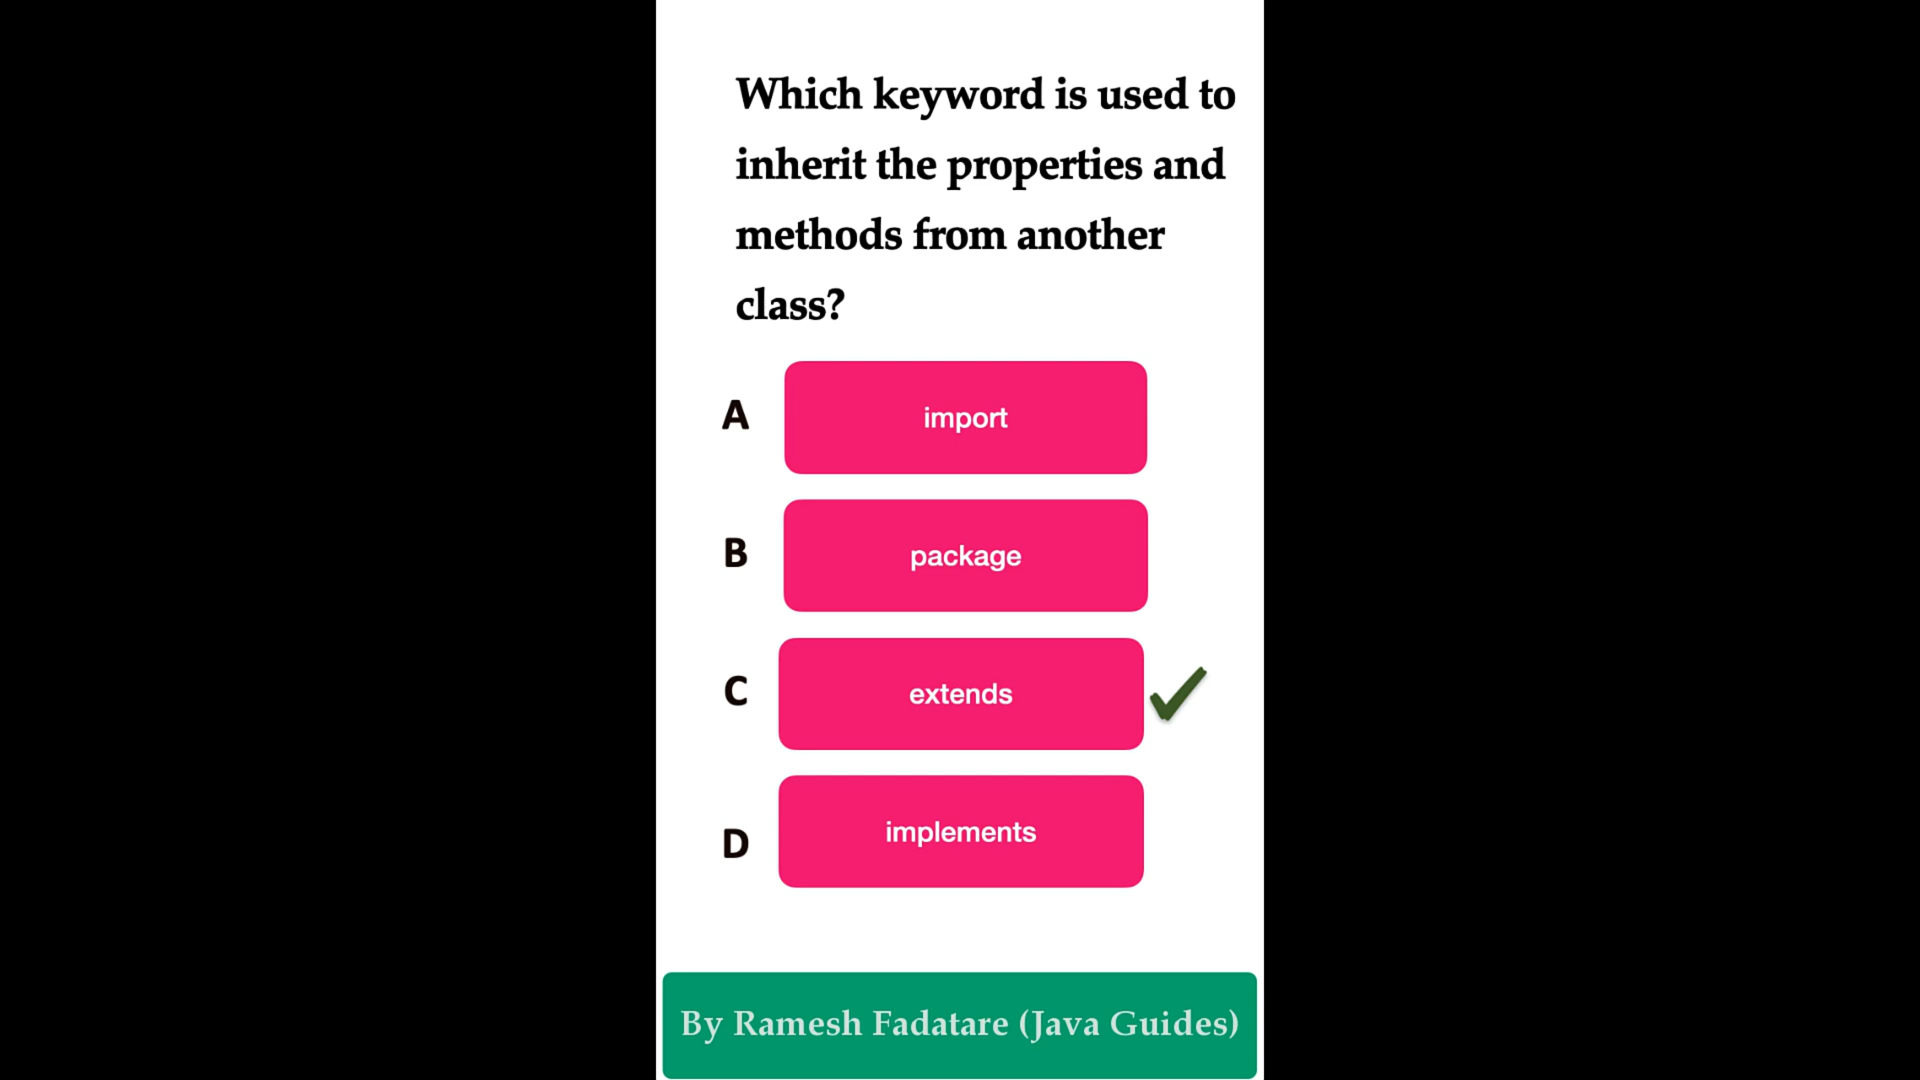 Which keyword is used to
inherit the properties and
methods from another
class?
A import
B package
C extends
D implements
By Ramesh Fadatare (Java Guides)